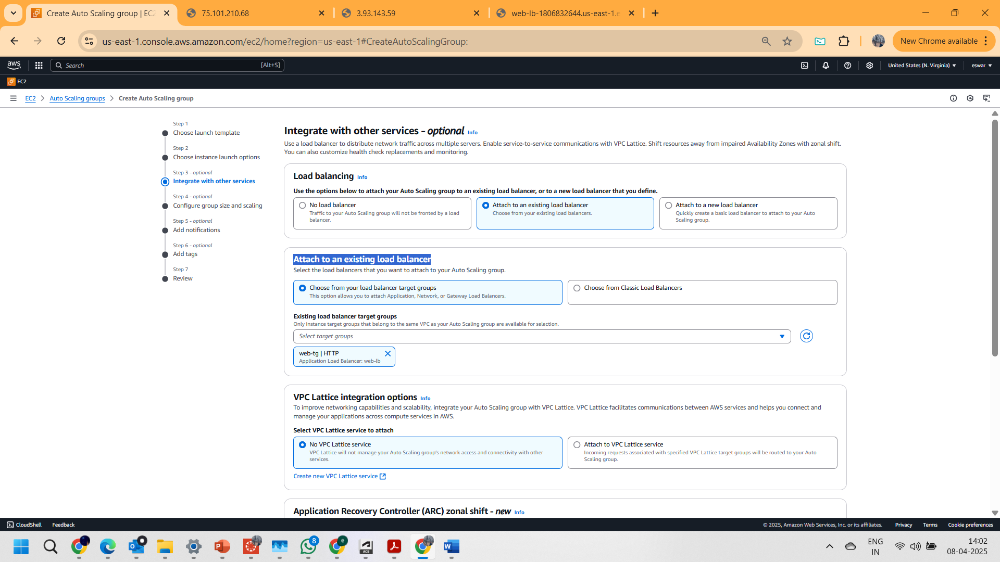 Create Auto Scaling group | EC2
75.101.210.68
3.93.143.59
web-lb-1806832644.us-east-1.e
us-east-1.console.aws.amazon.com/ec2/home?region=us-east-1#CreateAutoScalingGroup:
New Chrome available
aws
Search
[Alt+S]
United States (N. Virginia)
eswar
EC2
EC2 > Auto Scaling groups > Create Auto Scaling group
Step 1
Choose launch template
Step 2
Choose instance launch options
Step 3 - optional
Integrate with other services
Step 4 - optional
Configure group size and scaling
Step 5 - optional
Add notifications
Step 6 - optional
Add tags
Step 7
Review
Integrate with other services - optional Info
Use a load balancer to distribute network traffic across multiple servers. Enable service-to-service communications with VPC Lattice. Shift resources away from impaired Availability Zones with zonal shift.
You can also customize health check replacements and monitoring.
Load balancing Info
Use the options below to attach your Auto Scaling group to an existing load balancer, or to a new load balancer that you define.
No load balancer
Traffic to your Auto Scaling group will not be fronted by a load
balancer.
Attach to an existing load balancer
Choose from your existing load balancers.
Attach to a new load balancer
Quickly create a basic load balancer to attach to your Auto
Scaling group.
Attach to an existing load balancer
Select the load balancers that you want to attach to your Auto Scaling group.
Choose from your load balancer target groups
This option allows you to attach Application, Network, or Gateway Load Balancers.
Choose from Classic Load Balancers
Existing load balancer target groups
Only instance target groups that belong to the same VPC as your Auto Scaling group are available for selection.
Select target groups
web-tg | HTTP
Application Load Balancer: web-lb
VPC Lattice integration options Info
To improve networking capabilities and scalability, integrate your Auto Scaling group with VPC Lattice. VPC Lattice facilitates communications between AWS services and helps you connect and
manage your applications across compute services in AWS.
Select VPC Lattice service to attach
No VPC Lattice service
VPC Lattice will not manage your Auto Scaling group's network access and connectivity with other
services.
Attach to VPC Lattice service
Incoming requests associated with specified VPC Lattice target groups will be routed to your Auto
Scaling group.
Create new VPC Lattice service
Application Recovery Controller (ARC) zonal shift - new Info
CloudShell
Feedback
© 2025, Amazon Web Services, Inc. or its affiliates.
Privacy
Terms
Cookie preferences
8
e
ACS
ENG
IN
14:02
08-04-2025